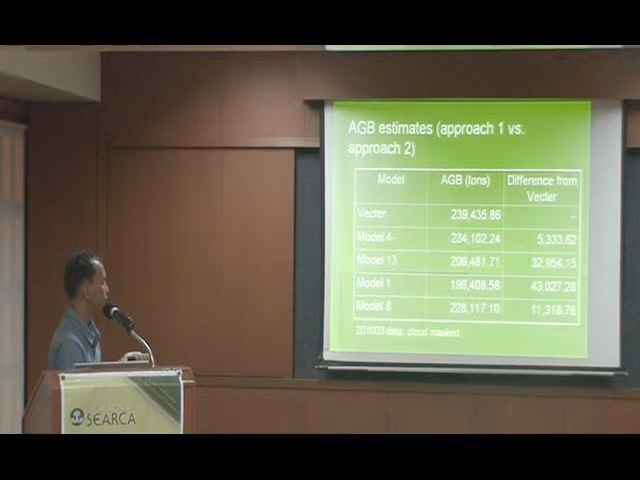 AGB estimates (approach 1 vs.
approach 2)
Model AGB (tons) Difference from
Vecter
Vecter 239,435.86 --
Model 4 234,102.24 5,333.62
Model 13 206,481.71 32,954.15
Model 1 196,408.58 43,027.28
Model 8 228,117.10 11,318.76
201003 data, cloud masked
SEARCA